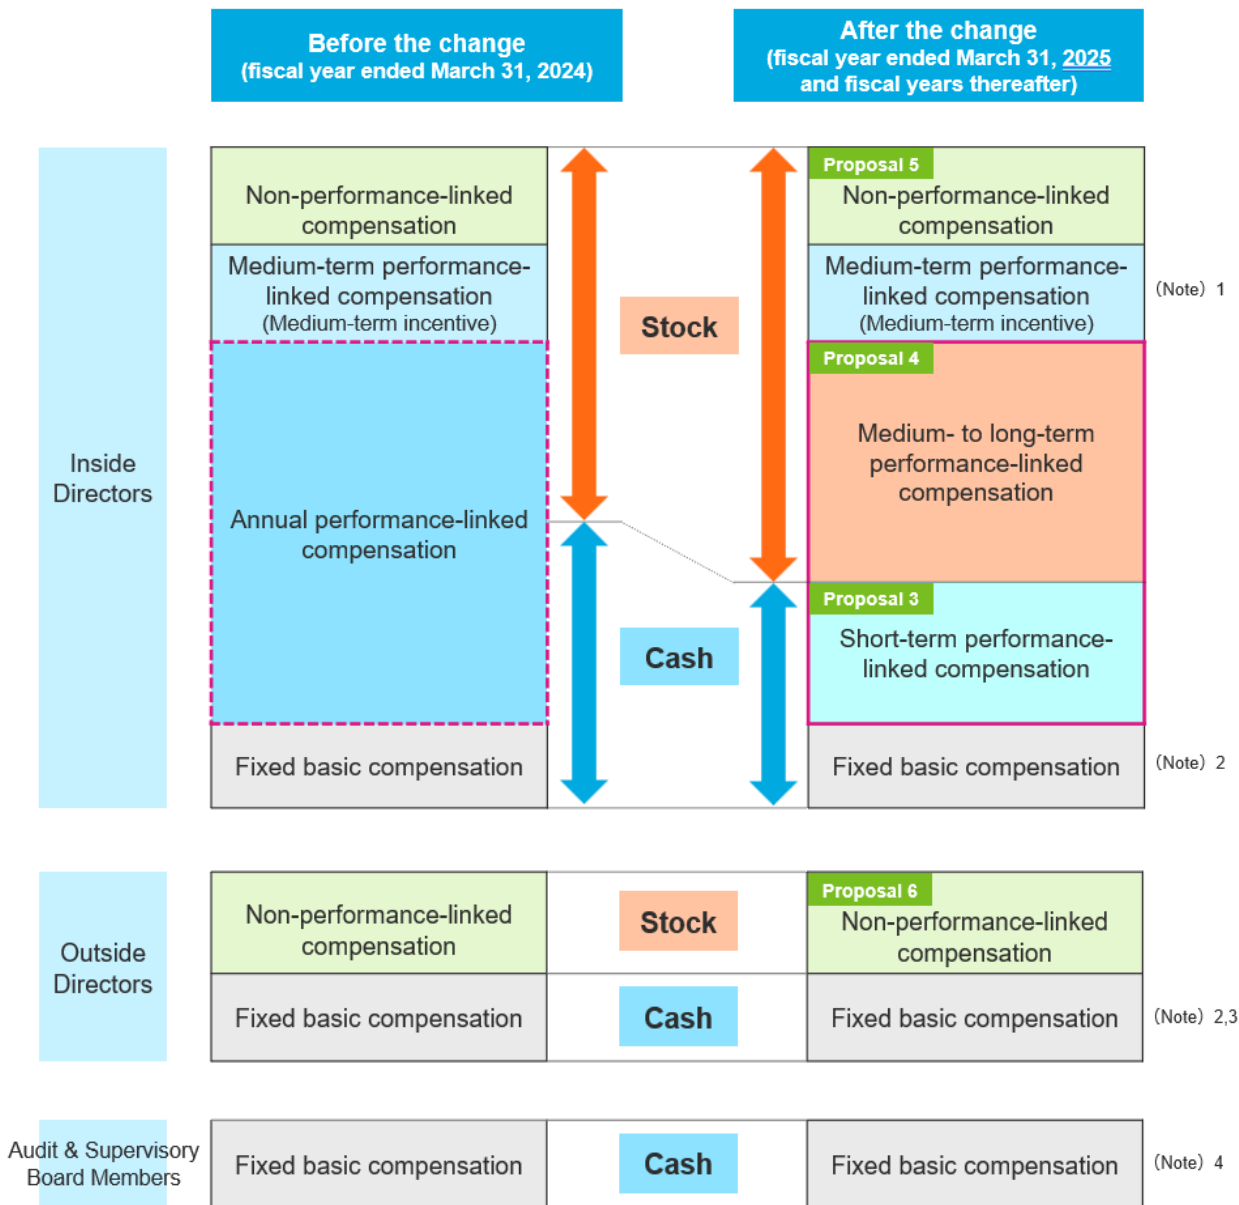 Before the change
(fiscal year ended March 31, 2024)
After the change
(fiscal year ended March 31, 2025
and fiscal years thereafter)
Inside
Directors
Non-performance-linked
compensation
Medium-term performance-
linked compensation
(Medium-term incentive)
Annual performance-linked
compensation
Fixed basic compensation
Stock
Cash
Proposal 5
Non-performance-linked
compensation
Medium-term performance-
linked compensation
(Medium-term incentive)
(Note) 1
Proposal 4
Medium- to long-term
performance-linked
compensation
Proposal 3
Short-term performance-
linked compensation
Fixed basic compensation
(Note) 2
Outside
Directors
Non-performance-linked
compensation
Fixed basic compensation
Stock
Cash
Proposal 6
Non-performance-linked
compensation
Fixed basic compensation
(Note) 2,3
Audit & Supervisory
Board Members
Fixed basic compensation
Cash
Fixed basic compensation
(Note) 4